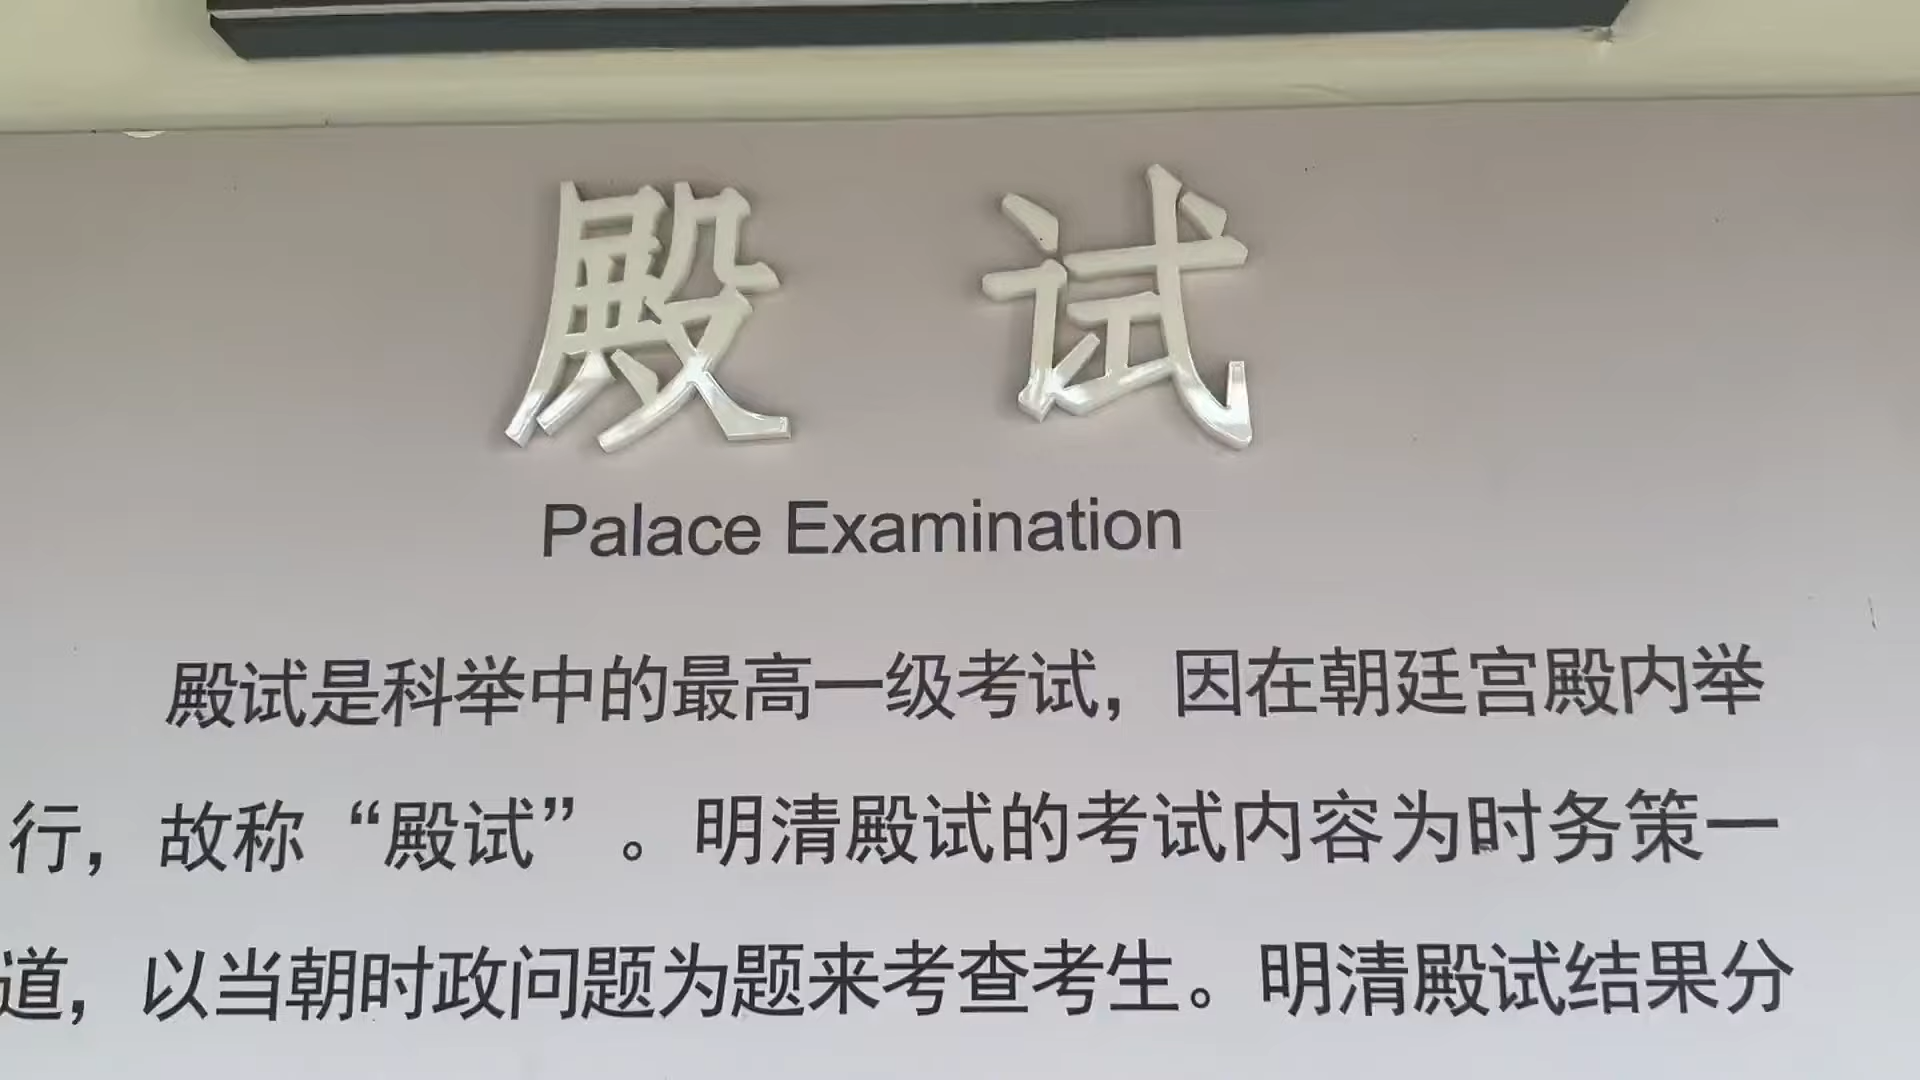 殿试
Palace Examination
殿试是科举中的最高一级考试，因在朝廷宫殿内举
行，故称“殿试”。明清殿试的考试内容为时务策一
道，以当朝时政问题为题来考查考生。明清殿试结果分